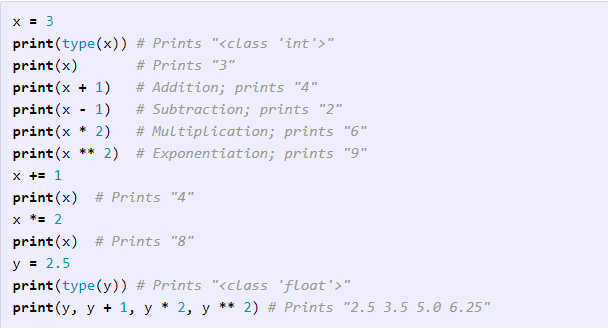 x = 3
print(type(x)) # Prints "<class 'int'>"
print(x)       # Prints "3"
print(x + 1)   # Addition; prints "4"
print(x - 1)   # Subtraction; prints "2"
print(x * 2)   # Multiplication; prints "6"
print(x ** 2)  # Exponentiation; prints "9"
x += 1
print(x)  # Prints "4"
x *= 2
print(x)  # Prints "8"
y = 2.5
print(type(y)) # Prints "<class 'float'>"
print(y, y + 1, y * 2, y ** 2) # Prints "2.5 3.5 5.0 6.25"